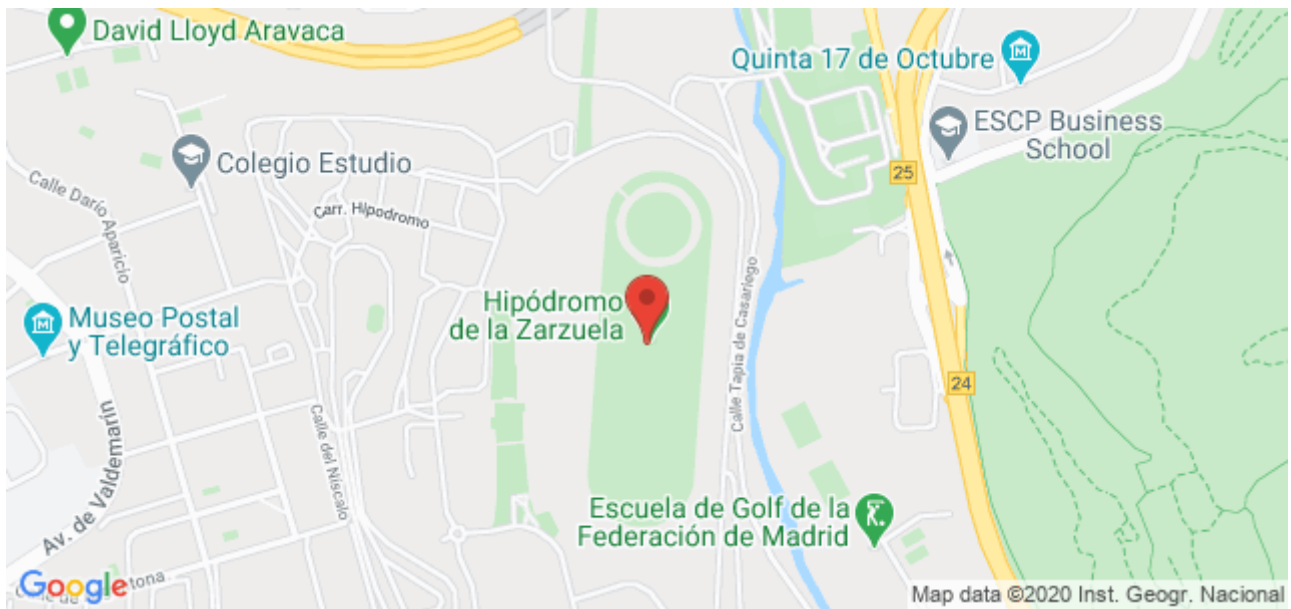 David Lloyd Aravaca
Quinta 17 de Octubre
ESCP Business
School
Colegio Estudio
25
Calle Darío Aparicio
Carr. Hipodromo
Hipódromo
de la Zarzuela
Museo Postal
y Telegráfico
Calle Tapia de Casariego
24
Av. de Valdemarín
Calle del Níscalo
Escuela de Golf de la
Federación de Madrid
Google
tona
Map data ©2020 Inst. Geogr. Nacional